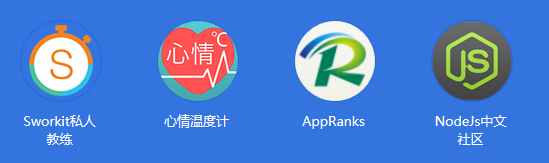 S
心情
℃
R
JS
Sworkit私人
教练
心情温度计
AppRanks
NodeJs中文
社区